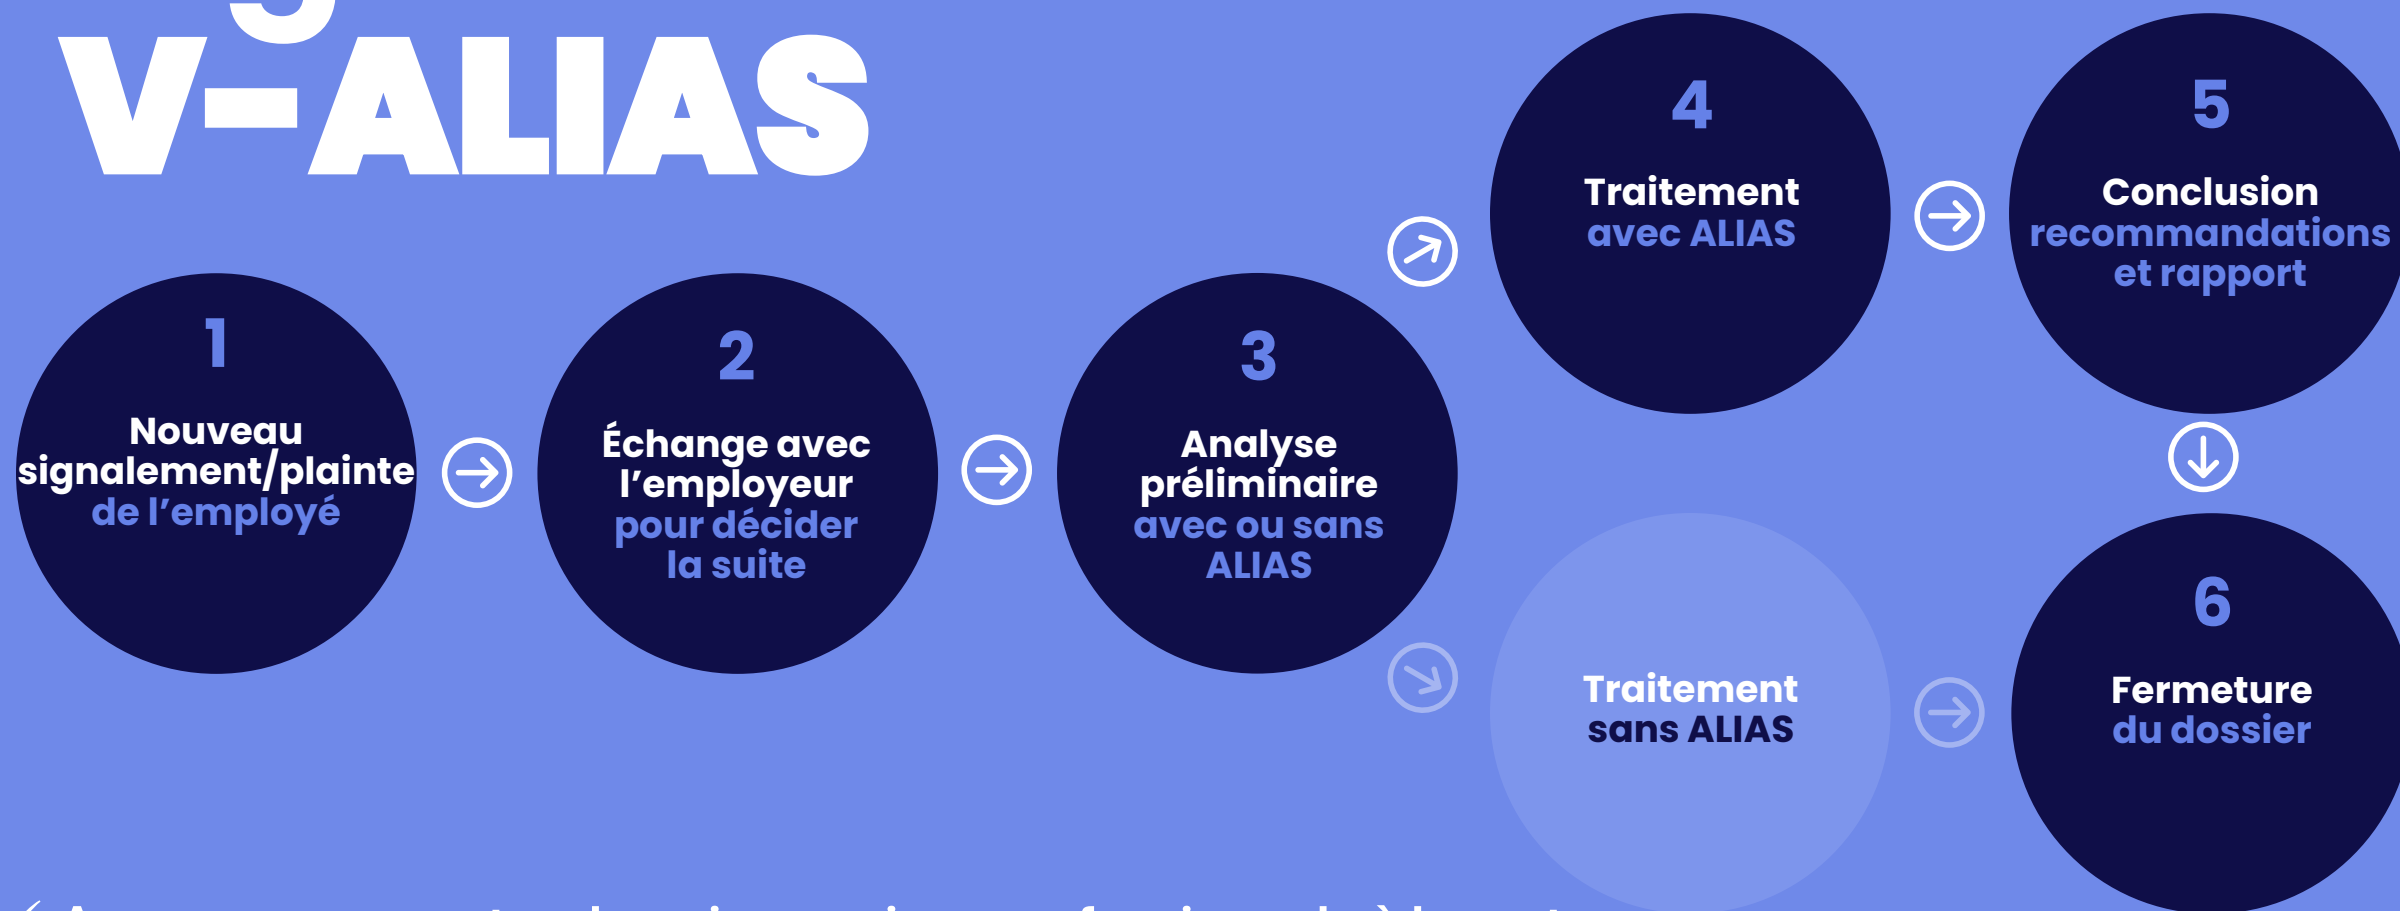 V-ALIAS
1
Nouveau
signalement/plainte
de l’employé
2
Échange avec
l’employeur
pour décider
la suite
3
Analyse
préliminaire
avec ou sans
ALIAS
4
Traitement
avec ALIAS
5
Conclusion
recommandations
et rapport
Traitement
sans ALIAS
6
Fermeture
du dossier